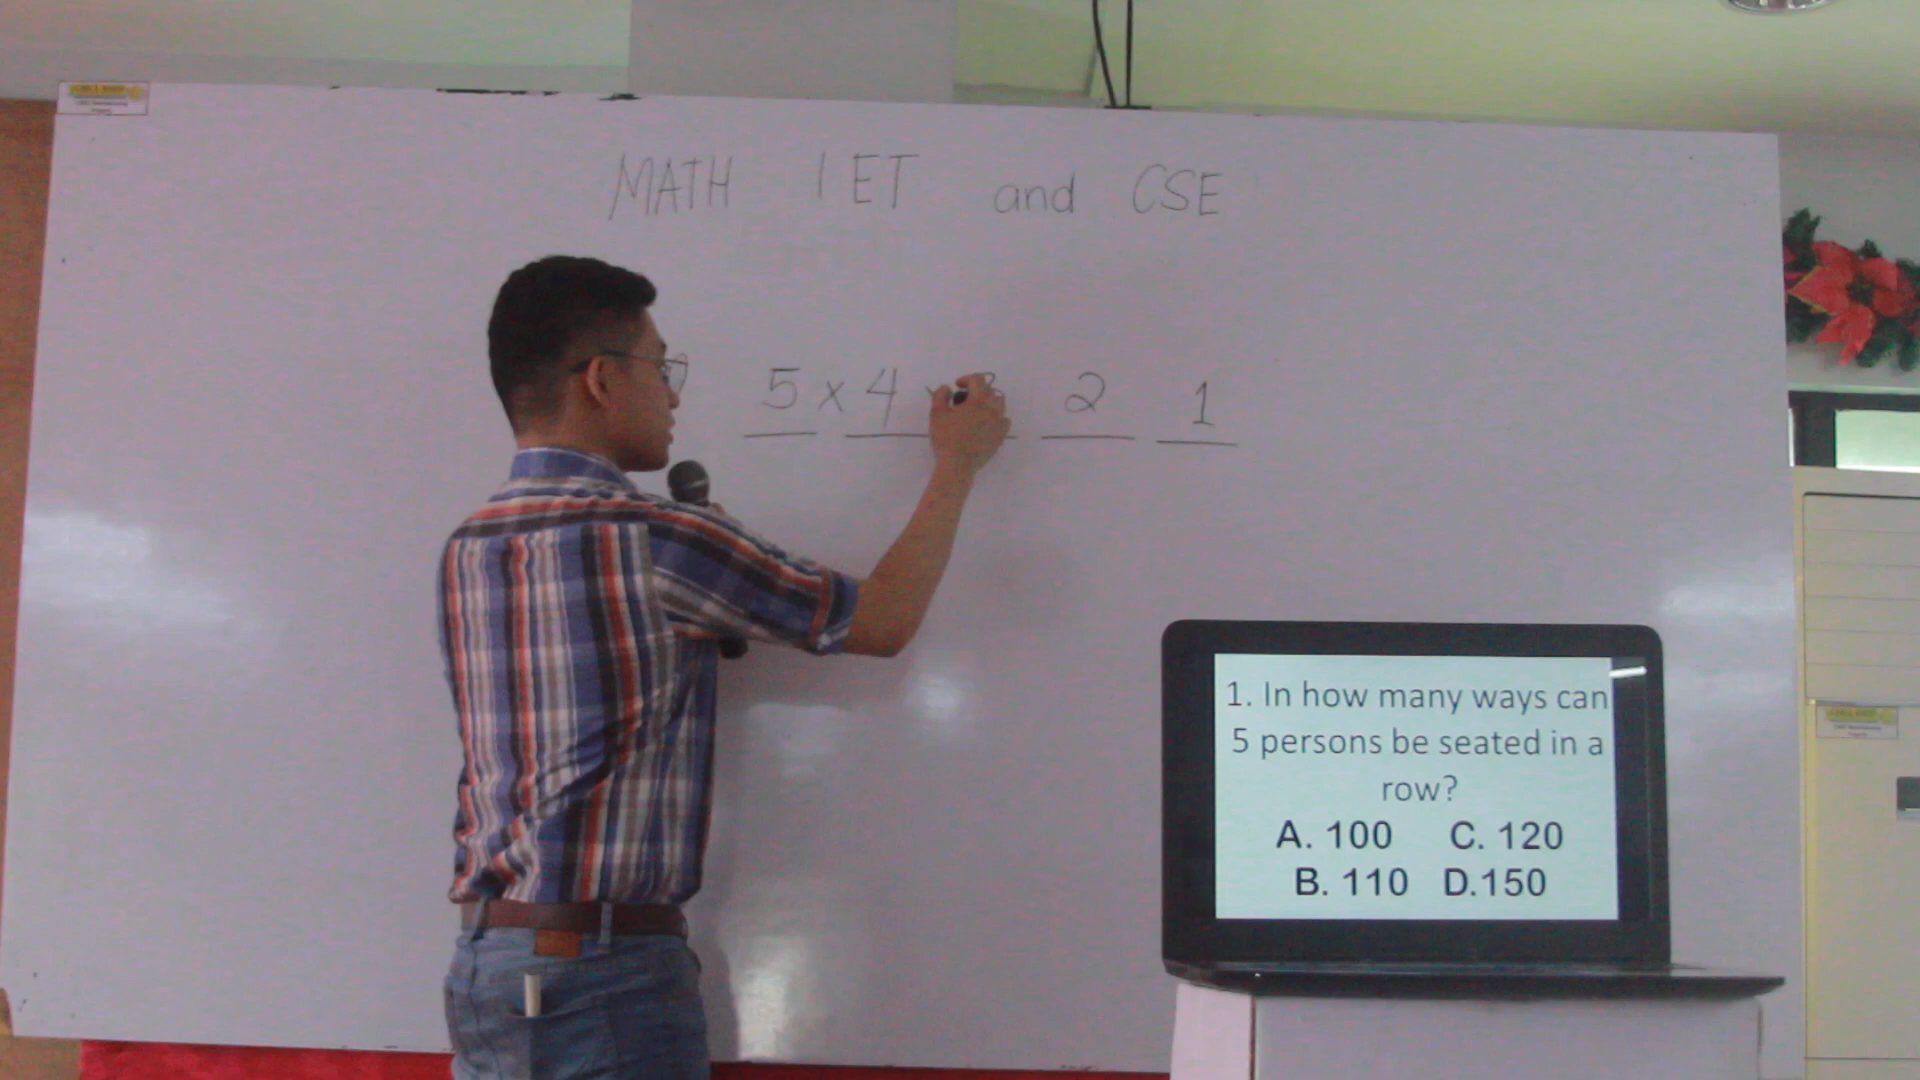 MATH LET and CSE
5 x 4 x 3 2 1
1. In how many ways can
5 persons be seated in a
row?
A. 100 C. 120
B. 110 D.150